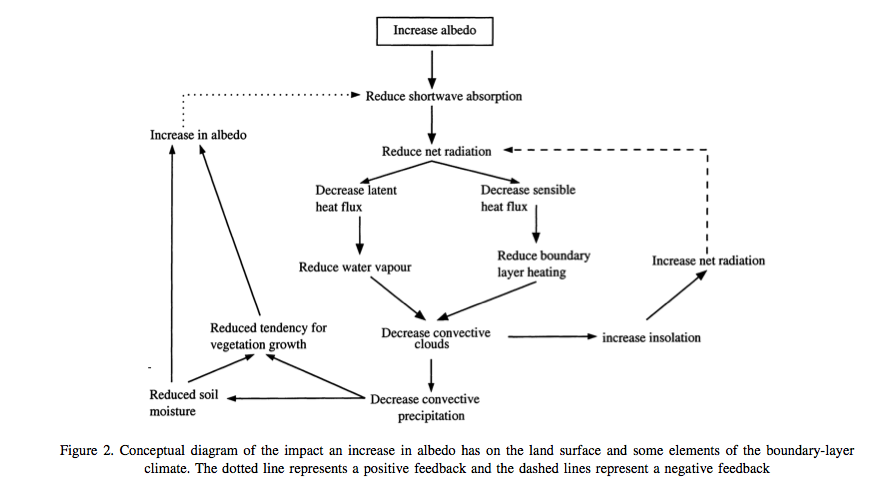 Increase albedo
Reduce shortwave absorption
Increase in albedo
Reduce net radiation
Decrease latent
heat flux
Decrease sensible
heat flux
Reduce water vapour
Reduce boundary
layer heating
Increase net radiation
Reduced tendency for
vegetation growth
Decrease convective
clouds
increase insolation
Reduced soil
moisture
Decrease convective
precipitation
Figure 2. Conceptual diagram of the impact an increase in albedo has on the land surface and some elements of the boundary-layer
climate. The dotted line represents a positive feedback and the dashed lines represent a negative feedback